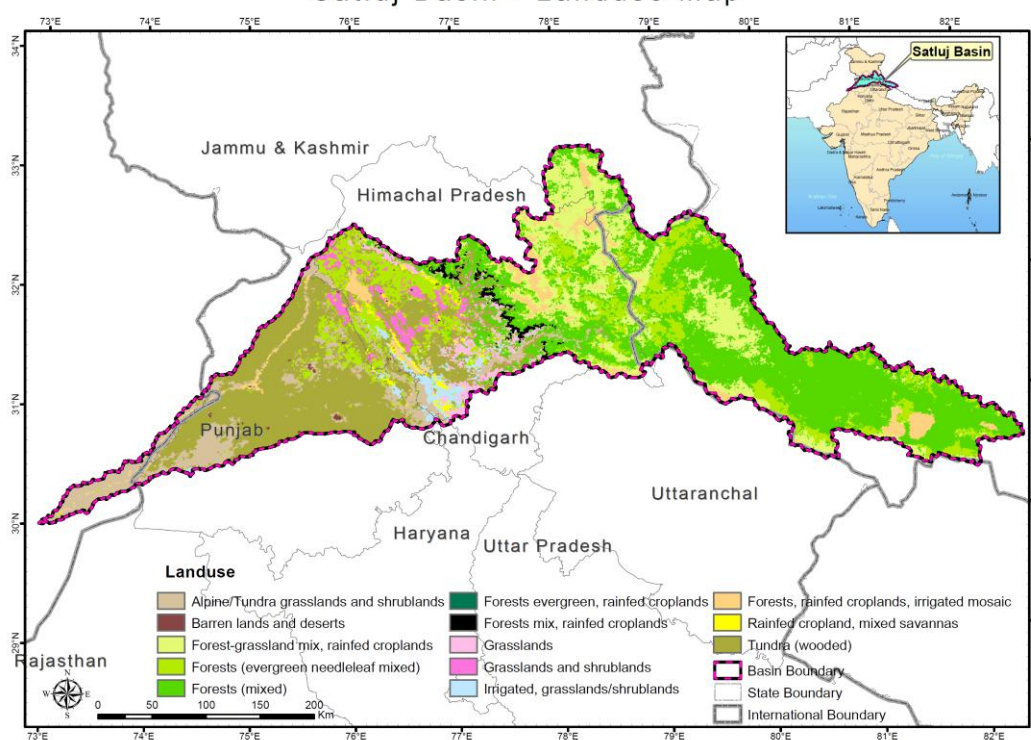 Satluj Basin - Landuse Map
73°E 74°E 75°E 76°E 77°E 78°E 79°E 80°E 81°E 82°E
34°N
33°N
32°N
31°N
30°N
29°N
Satluj Basin
Jammu & Kashmir
Himachal Pradesh
Punjab
Chandigarh
Uttaranchal
Haryana
Uttar Pradesh
Rajasthan
Landuse
Alpine/Tundra grasslands and shrublands
Barren lands and deserts
Forest-grassland mix, rainfed croplands
Forests (evergreen needleleaf mixed)
Forests (mixed)
Forests evergreen, rainfed croplands
Forests mix, rainfed croplands
Grasslands
Grasslands and shrublands
Irrigated, grasslands/shrublands
Forests, rainfed croplands, irrigated mosaic
Rainfed cropland, mixed savannas
Tundra (wooded)
Basin Boundary
State Boundary
International Boundary
N
W E
S
0 50 100 150 200
Km
73°E 74°E 75°E 76°E 77°E 78°E 79°E 80°E 81°E 82°E